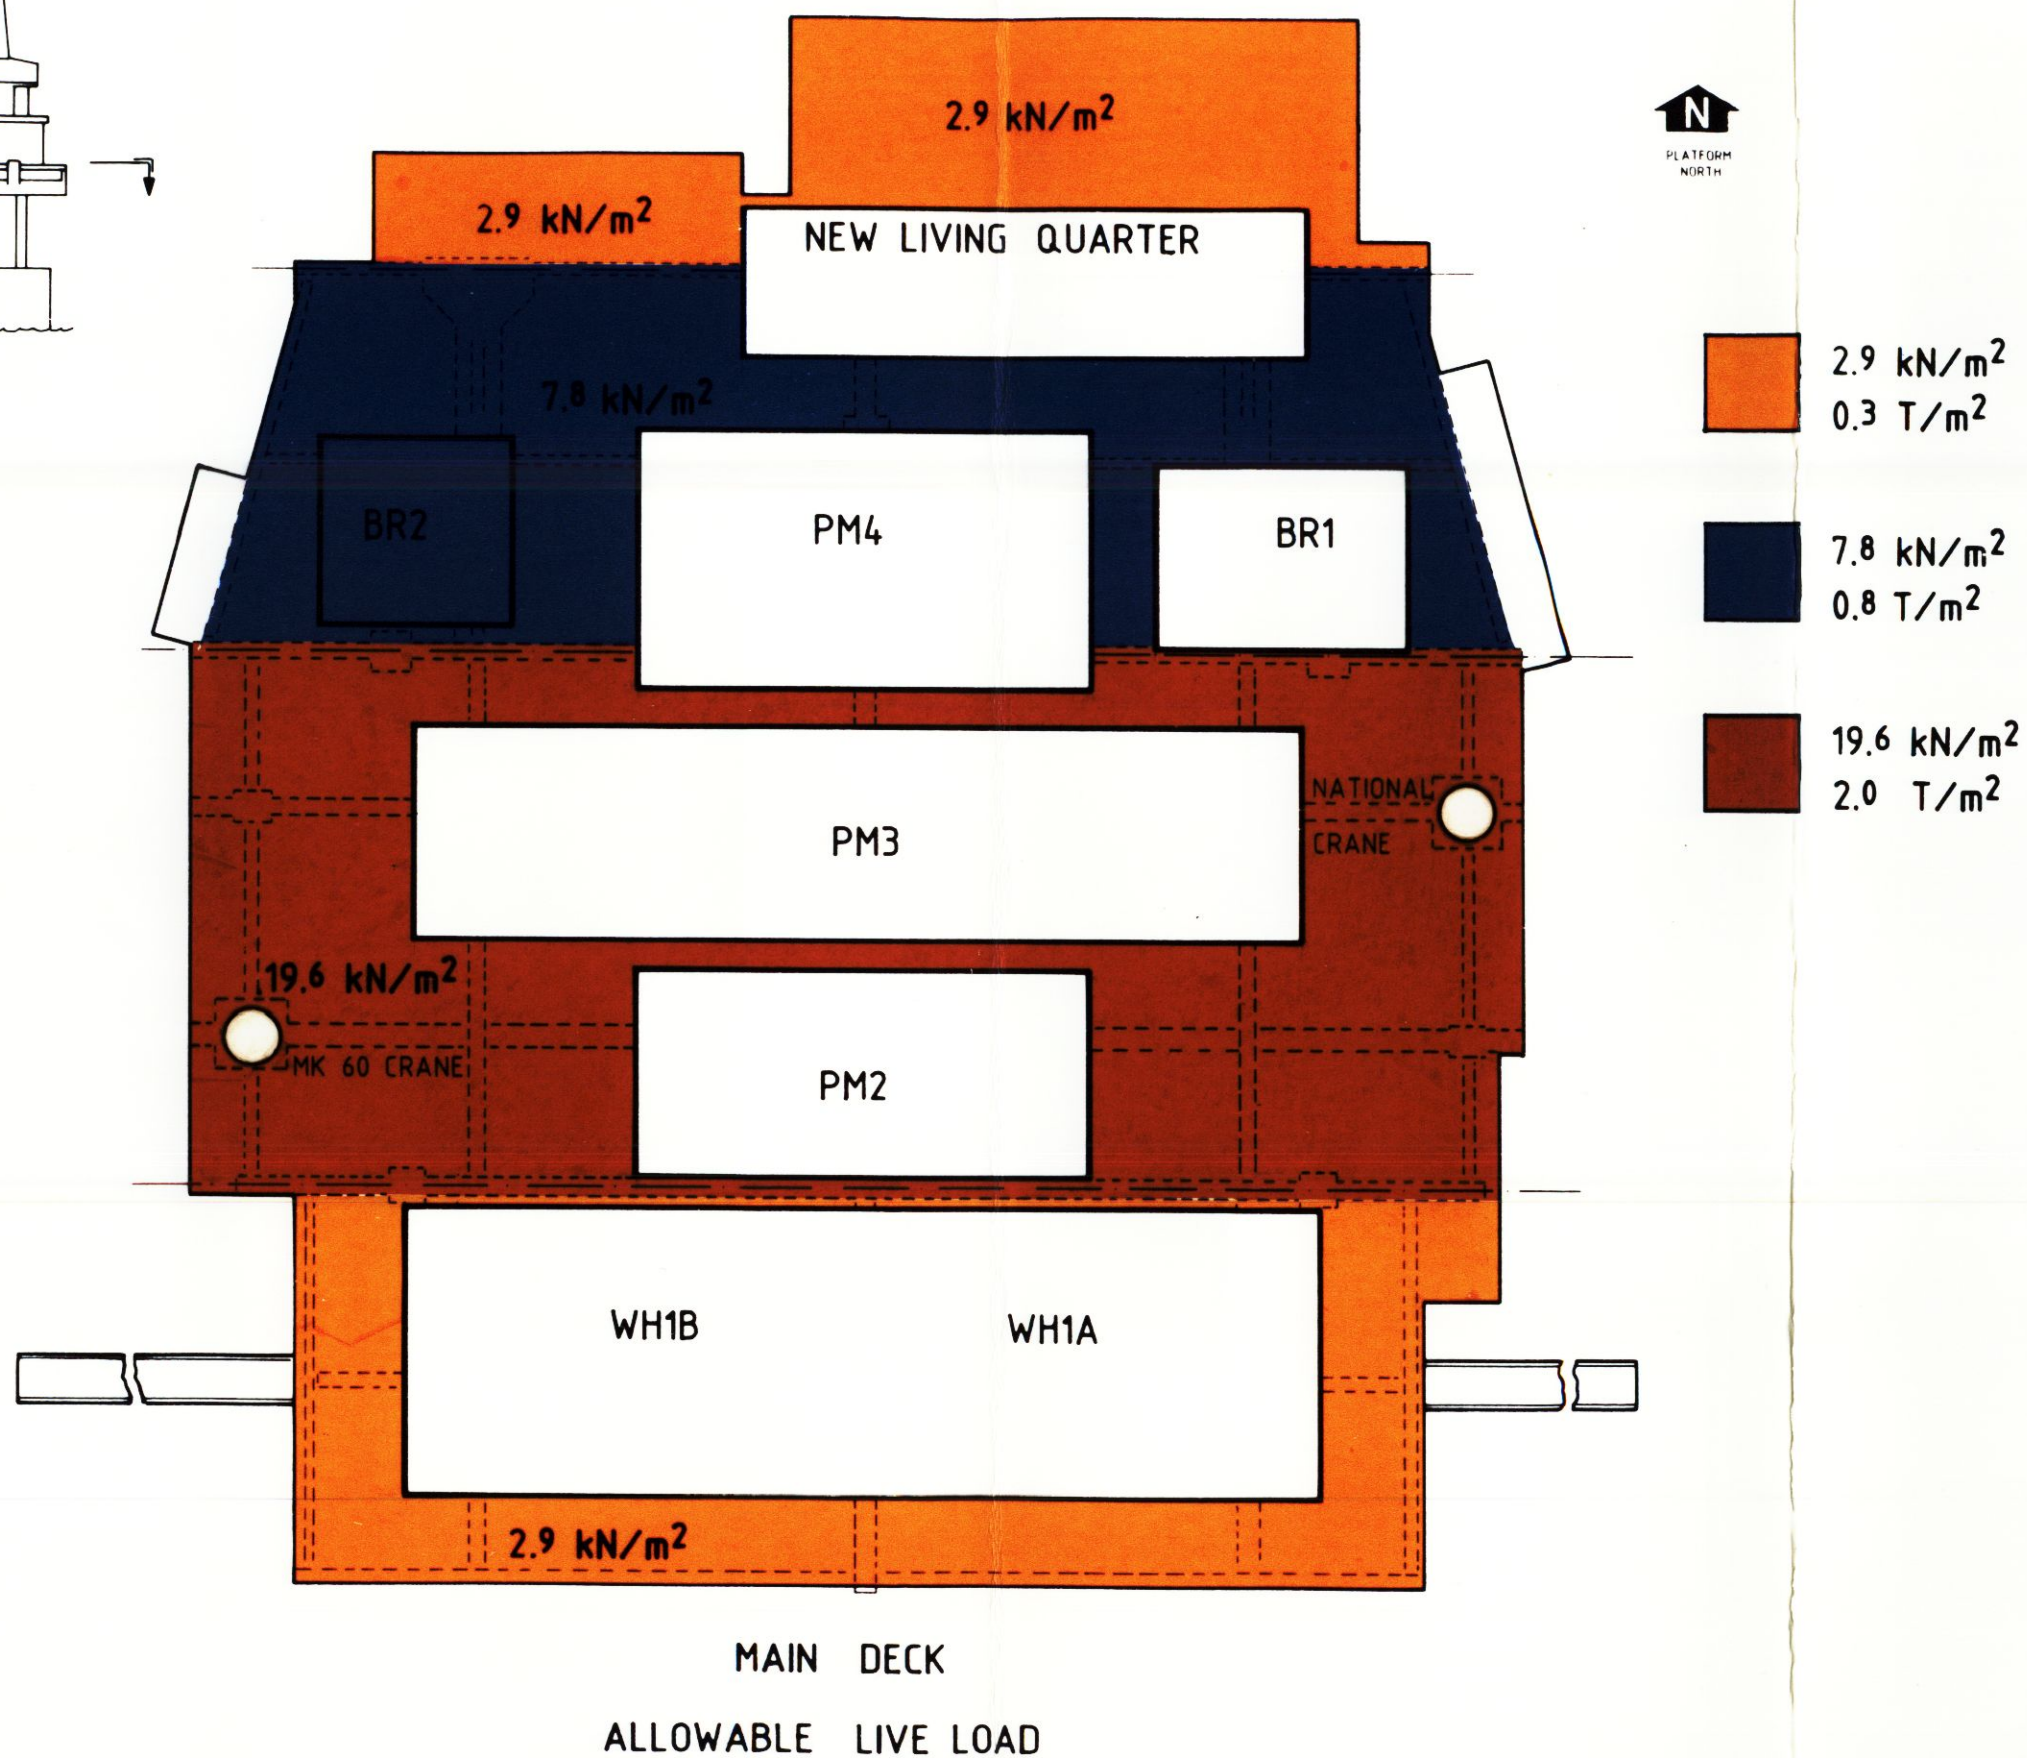 2.9 kN/m²
N
PLATFORM
NORTH
2.9 kN/m²
NEW LIVING QUARTER
2.9 kN/m²
0.3 T/m²
7.8 kN/m²
BR2
PM4
BR1
7.8 kN/m²
0.8 T/m²
19.6 kN/m²
2.0 T/m²
NATIONAL
CRANE
PM3
19.6 kN/m²
MK 60 CRANE
PM2
WH1B
WH1A
2.9 kN/m²
MAIN DECK
ALLOWABLE LIVE LOAD